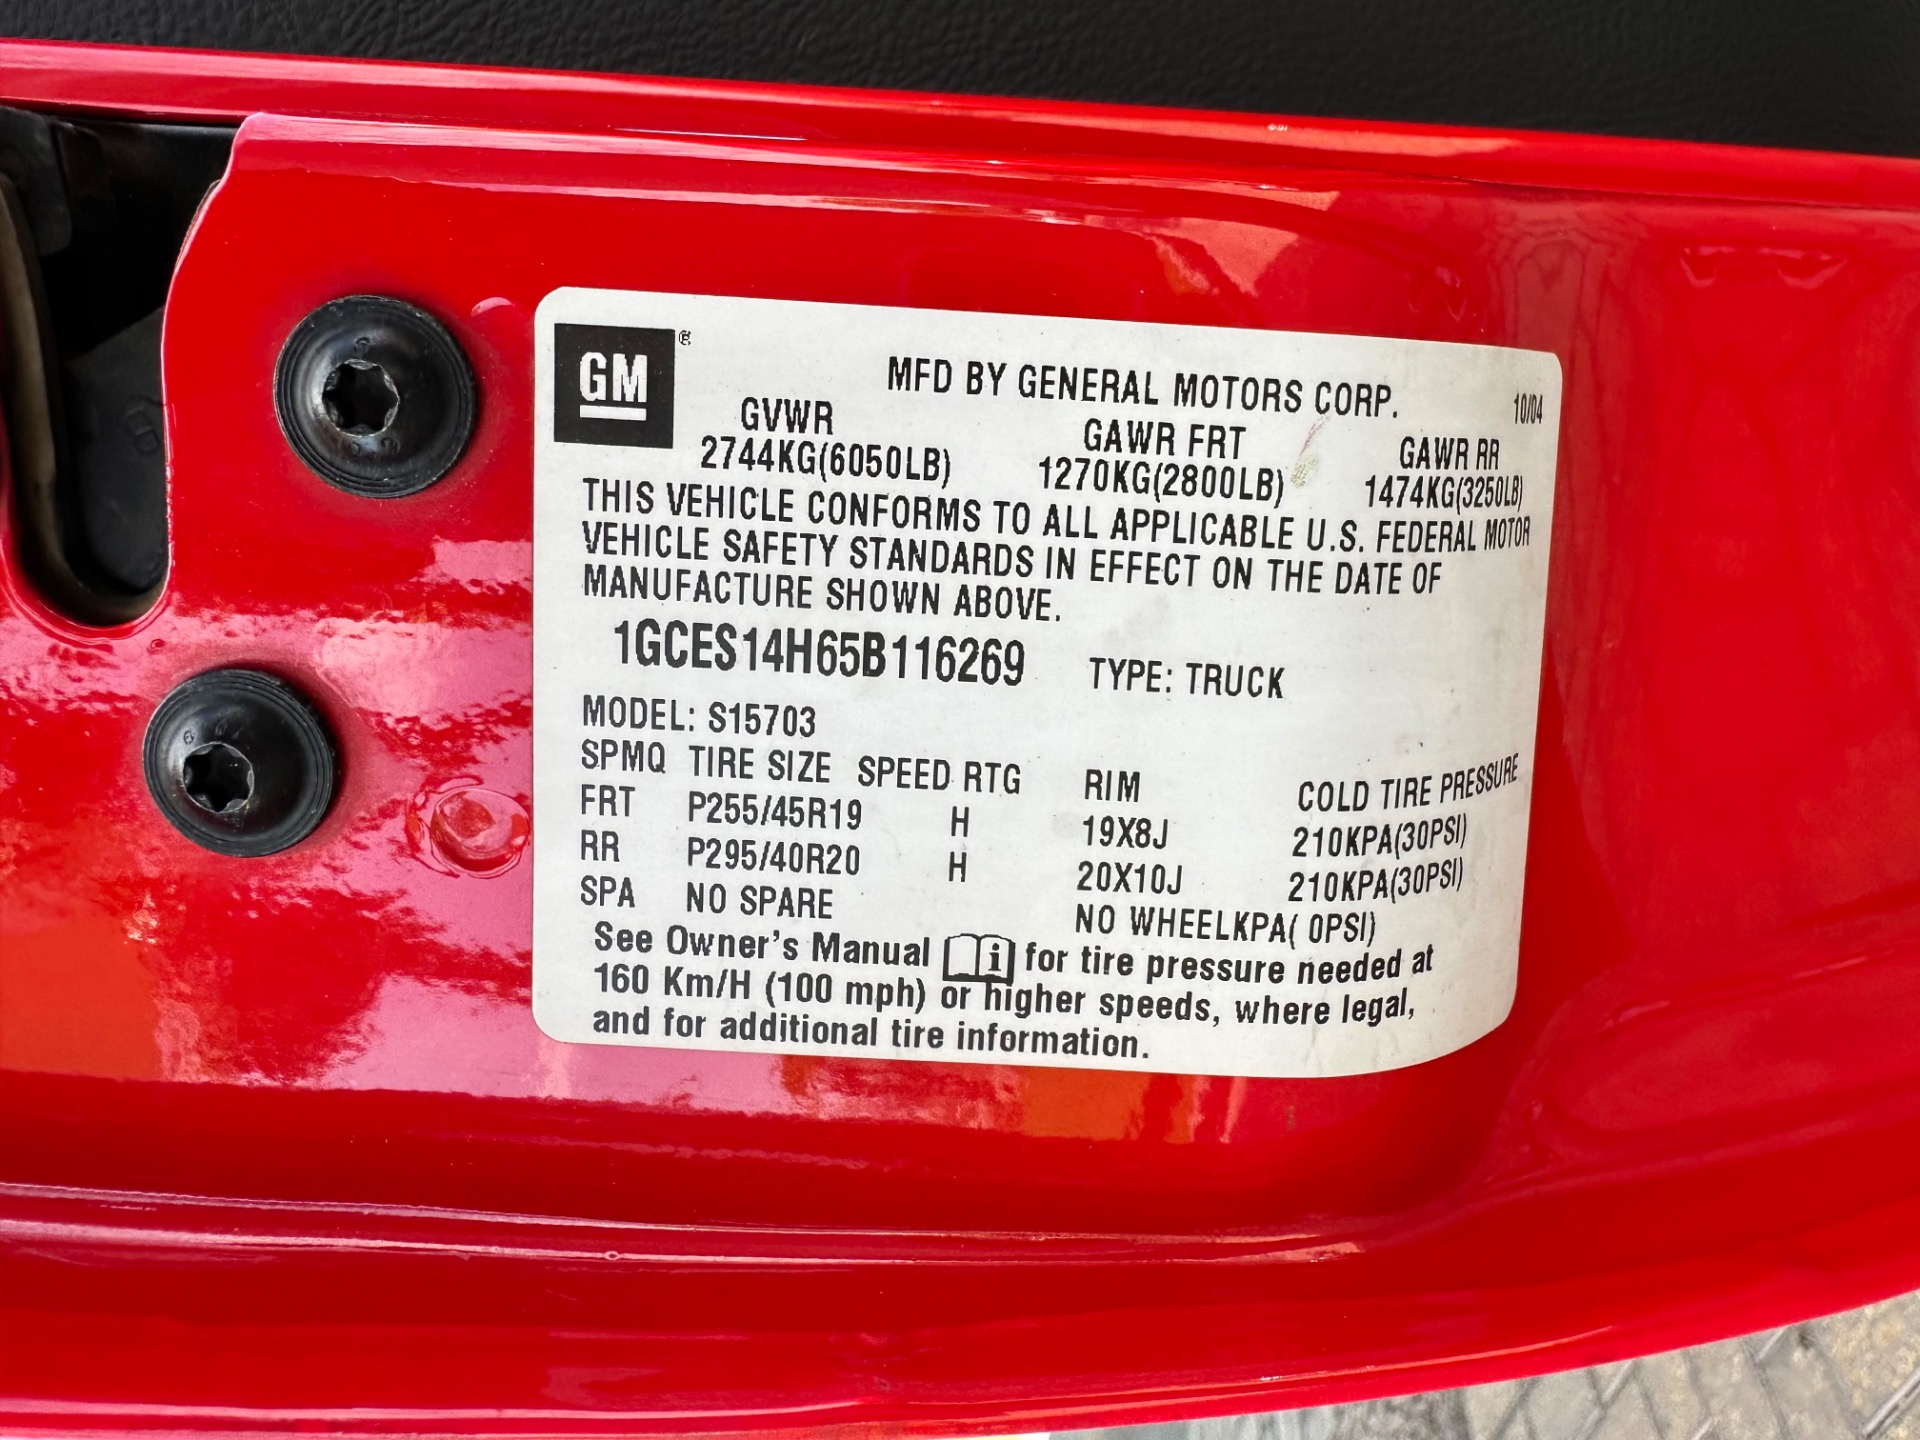 GM®
MFD BY GENERAL MOTORS CORP. 10/04
GVWR GAWR FRT GAWR RR
2744KG(6050LB) 1270KG(2800LB) 1474KG(3250LB)
THIS VEHICLE CONFORMS TO ALL APPLICABLE U.S. FEDERAL MOTOR
VEHICLE SAFETY STANDARDS IN EFFECT ON THE DATE OF
MANUFACTURE SHOWN ABOVE.
1GCES14H65B116269 TYPE: TRUCK
MODEL: S15703
SPMQ TIRE SIZE SPEED RTG RIM COLD TIRE PRESSURE
FRT P255/45R19 H 19X8J 210KPA(30PSI)
RR P295/40R20 H 20X10J 210KPA(30PSI)
SPA NO SPARE NO WHEELKPA( 0PSI)
See Owner's Manual for tire pressure needed at
160 Km/H (100 mph) or higher speeds, where legal,
and for additional tire information.